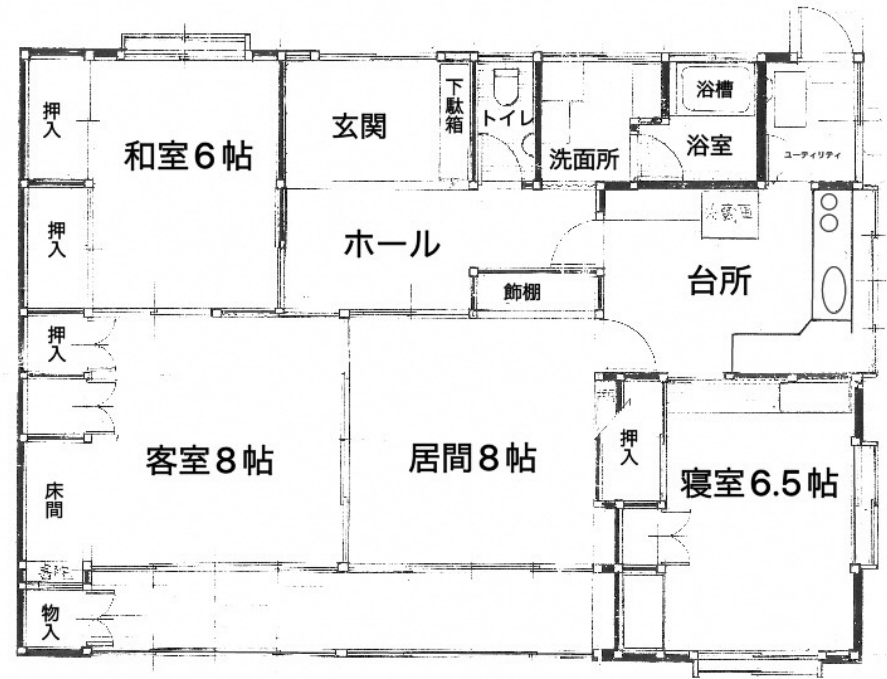 浴槽
下駄箱
押入
玄関
トイレ
和室6帖
洗面所
浴室
ユーティリティ
押入
ホール
台所
飾棚
押入
客室8帖
居間8帖
押入
寝室6.5帖
床間
物入